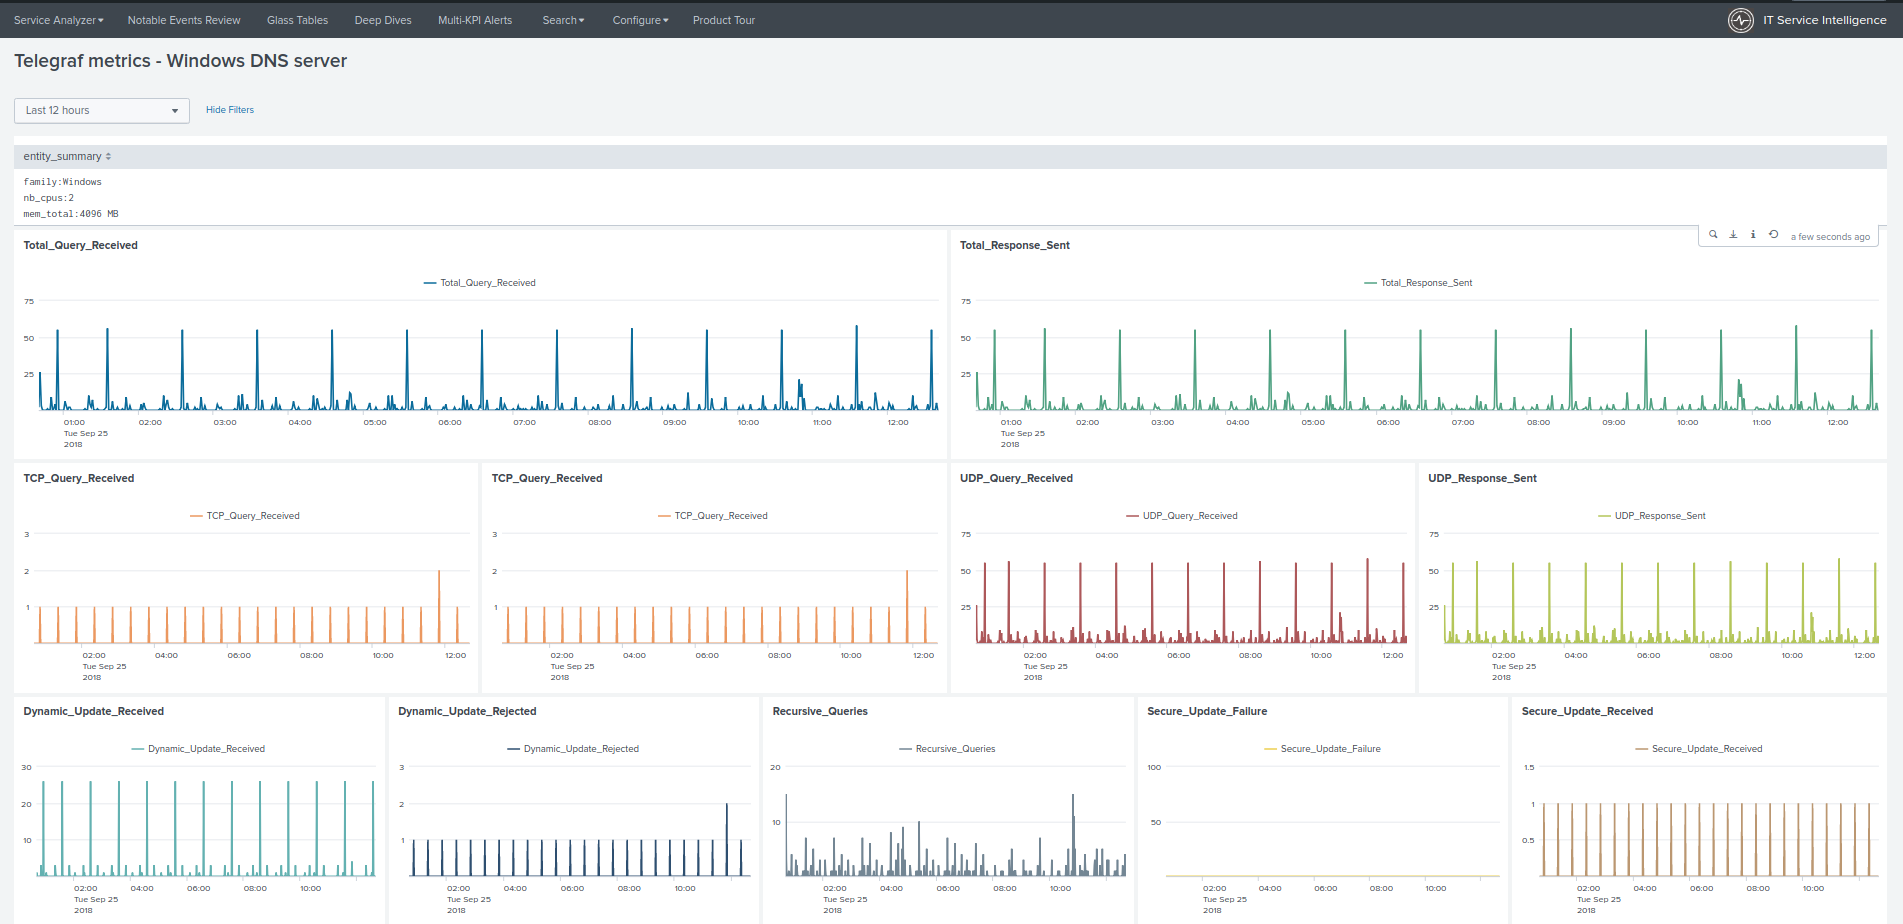 Service Analyzer Notable Events Review Glass Tables Deep Dives Multi-KPI Alerts Search Configure Product Tour IT Service Intelligence
Telegraf metrics - Windows DNS server
Last 12 hours Hide Filters
entity_summary
family:Windows
nb_cpus:2
mem_total:4096 MB
a few seconds ago
Total_Query_Received
Total_Query_Received
75
50
25
01:00 02:00 03:00 04:00 05:00 06:00 07:00 08:00 09:00 10:00 11:00 12:00
Tue Sep 25
2018
Total_Response_Sent
Total_Response_Sent
75
50
25
01:00 02:00 03:00 04:00 05:00 06:00 07:00 08:00 09:00 10:00 11:00 12:00
Tue Sep 25
2018
TCP_Query_Received
TCP_Query_Received
3
2
1
02:00 04:00 06:00 08:00 10:00 12:00
Tue Sep 25
2018
TCP_Query_Received
TCP_Query_Received
3
2
1
02:00 04:00 06:00 08:00 10:00 12:00
Tue Sep 25
2018
UDP_Query_Received
UDP_Query_Received
75
50
25
02:00 04:00 06:00 08:00 10:00 12:00
Tue Sep 25
2018
UDP_Response_Sent
UDP_Response_Sent
75
50
25
02:00 04:00 06:00 08:00 10:00 12:00
Tue Sep 25
2018
Dynamic_Update_Received
Dynamic_Update_Received
30
20
10
02:00 04:00 06:00 08:00 10:00
Tue Sep 25
2018
Dynamic_Update_Rejected
Dynamic_Update_Rejected
3
2
1
02:00 04:00 06:00 08:00 10:00
Tue Sep 25
2018
Recursive_Queries
Recursive_Queries
20
10
02:00 04:00 06:00 08:00 10:00
Tue Sep 25
2018
Secure_Update_Failure
Secure_Update_Failure
100
50
02:00 04:00 06:00 08:00 10:00
Tue Sep 25
2018
Secure_Update_Received
Secure_Update_Received
1.5
1
0.5
02:00 04:00 06:00 08:00 10:00
Tue Sep 25
2018